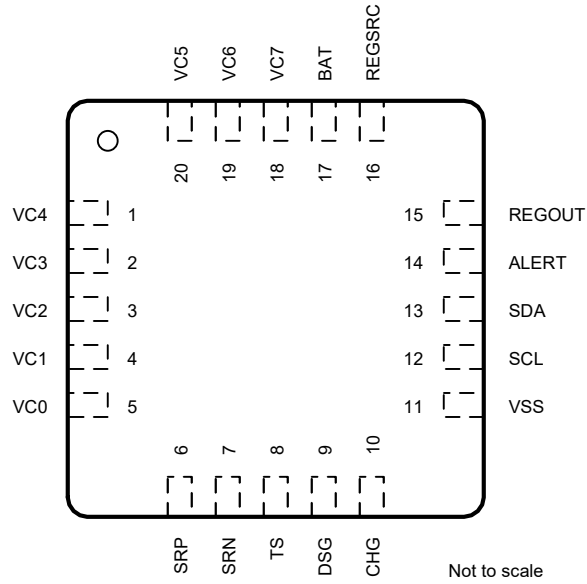 VC5
VC6
VC7
BAT
REGSRC
20
19
18
17
16
VC4 1
VC3 2
VC2 3
VC1 4
VC0 5
15 REGOUT
14 ALERT
13 SDA
12 SCL
11 VSS
6
7
8
9
10
SRP
SRN
TS
DSG
CHG
Not to scale